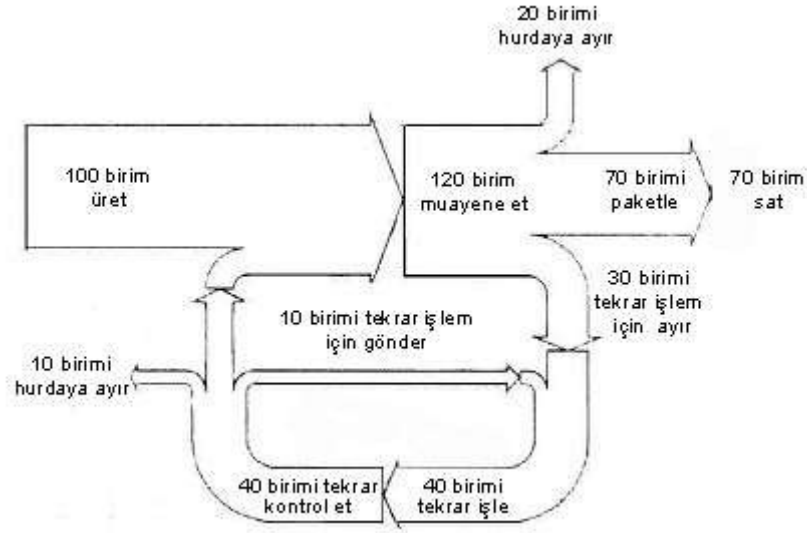 20 birimi
hurdaya ayır
100 birim
üret
120 birim
muayene et
70 birimi
paketle
70 birim
sat
30 birimi
tekrar işlem
için ayır
10 birimi tekrar işlem
için gönder
10 birimi
hurdaya ayır
40 birimi tekrar
kontrol et
40 birimi
tekrar işle